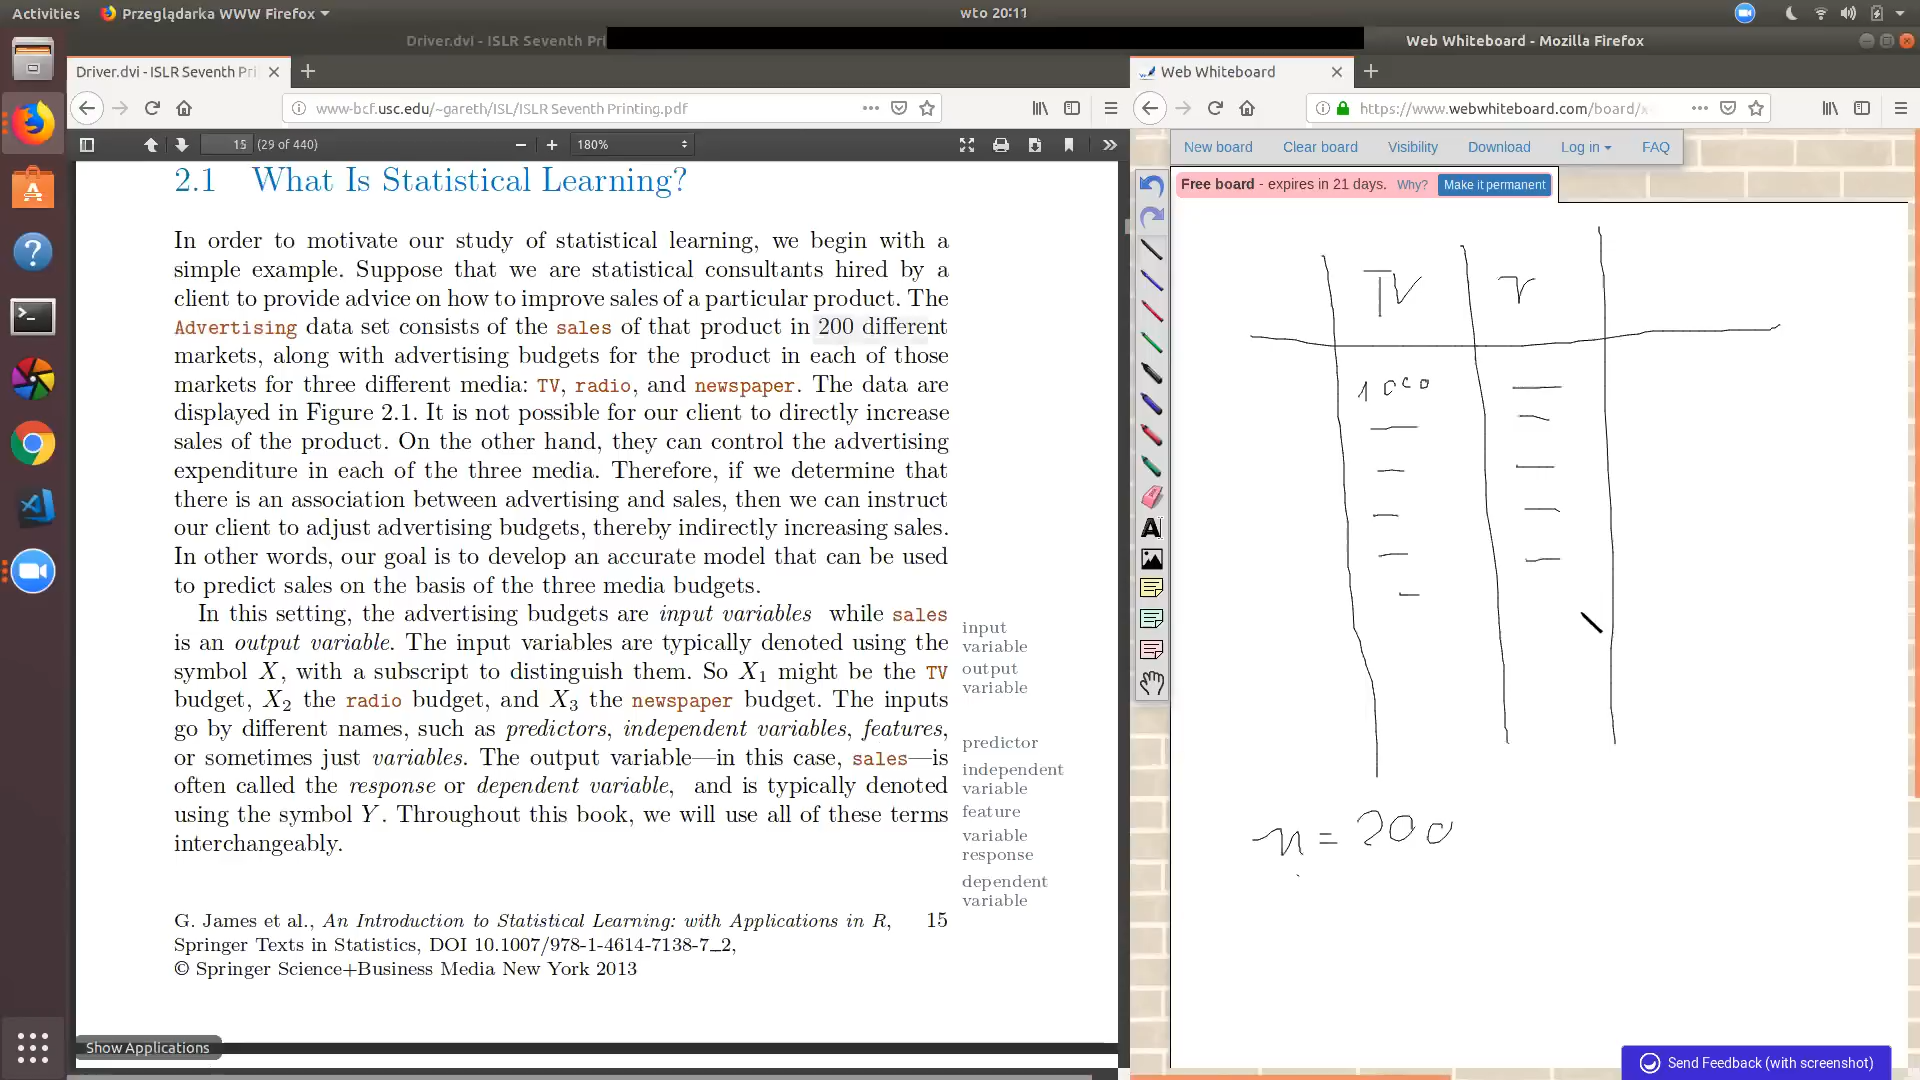 Activities
Przeglądarka WWW Firefox
wto 20:11
Driver.dvi - ISLR Seventh Pri
Web Whiteboard - Mozilla Firefox
Driver.dvi - ISLR Seventh Pri
www-bcf.usc.edu/~gareth/ISL/ISLR Seventh Printing.pdf
15 (29 of 440)
180%
2.1 What Is Statistical Learning?
In order to motivate our study of statistical learning, we begin with a
simple example. Suppose that we are statistical consultants hired by a
client to provide advice on how to improve sales of a particular product. The
Advertising data set consists of the sales of that product in 200 different
markets, along with advertising budgets for the product in each of those
markets for three different media: TV, radio, and newspaper. The data are
displayed in Figure 2.1. It is not possible for our client to directly increase
sales of the product. On the other hand, they can control the advertising
expenditure in each of the three media. Therefore, if we determine that
there is an association between advertising and sales, then we can instruct
our client to adjust advertising budgets, thereby indirectly increasing sales.
In other words, our goal is to develop an accurate model that can be used
to predict sales on the basis of the three media budgets.
In this setting, the advertising budgets are input variables while sales
is an output variable. The input variables are typically denoted using the
symbol X, with a subscript to distinguish them. So X1 might be the TV
budget, X2 the radio budget, and X3 the newspaper budget. The inputs
go by different names, such as predictors, independent variables, features,
or sometimes just variables. The output variable—in this case, sales—is
often called the response or dependent variable, and is typically denoted
using the symbol Y. Throughout this book, we will use all of these terms
interchangeably.
input
variable
output
variable
predictor
independent
variable
feature
variable
response
dependent
variable
G. James et al., An Introduction to Statistical Learning: with Applications in R, 15
Springer Texts in Statistics, DOI 10.1007/978-1-4614-7138-7_2,
© Springer Science+Business Media New York 2013
Show Applications
Web Whiteboard
https://www.webwhiteboard.com/board/x
New board
Clear board
Visibility
Download
Log in
FAQ
Free board - expires in 21 days. Why? Make it permanent
A
TV
r
1000
n = 200
Send Feedback (with screenshot)